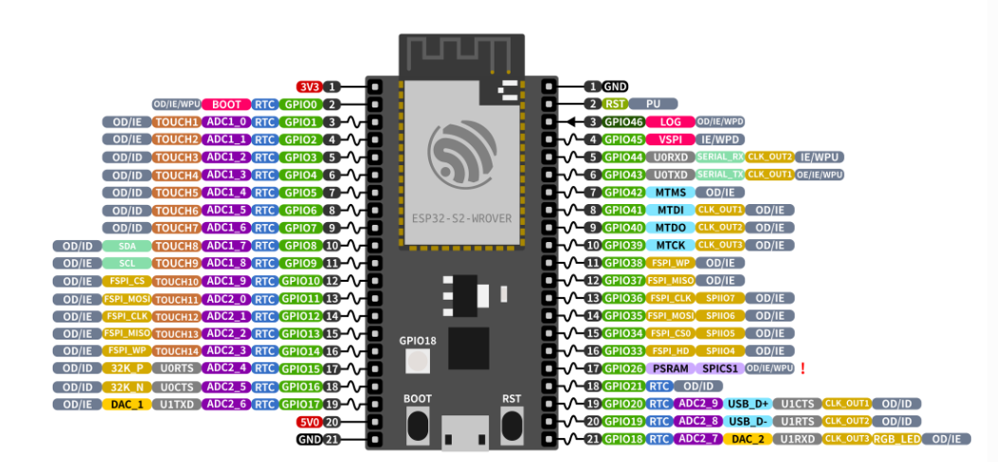 3V3 1
OD/IE/WPU BOOT RTC GPIO0 2
OD/IE TOUCH1 ADC1_0 RTC GPIO1 3
OD/IE TOUCH2 ADC1_1 RTC GPIO2 4
OD/ID TOUCH3 ADC1_2 RTC GPIO3 5
OD/ID TOUCH4 ADC1_3 RTC GPIO4 6
OD/ID TOUCH5 ADC1_4 RTC GPIO5 7
OD/ID TOUCH6 ADC1_5 RTC GPIO6 8
OD/ID TOUCH7 ADC1_6 RTC GPIO7 9
OD/ID SDA TOUCH8 ADC1_7 RTC GPIO8 10
OD/IE SCL TOUCH9 ADC1_8 RTC GPIO9 11
OD/IE FSPI_CS TOUCH10 ADC1_9 RTC GPIO10 12
OD/IE FSPI_MOSI TOUCH11 ADC2_0 RTC GPIO11 13
OD/IE FSPI_CLK TOUCH12 ADC2_1 RTC GPIO12 14
OD/IE FSPI_MISO TOUCH13 ADC2_2 RTC GPIO13 15
OD/IE FSPI_WP TOUCH14 ADC2_3 RTC GPIO14 16
OD/IE 32K_P U0RTS ADC2_4 RTC GPIO15 17
OD/IE 32K_N U0CTS ADC2_5 RTC GPIO16 18
OD/IE DAC_1 U1TXD ADC2_6 RTC GPIO17 19
5V0 20
GND 21
ESP32-S2-WROVER
GPIO18
BOOT RST
1 GND
2 RST PU
3 GPIO46 LOG OD/IE/WPD
4 GPIO45 VSPI IE/WPD
5 GPIO44 U0RXD SERIAL_RX CLK_OUT2 IE/WPU
6 GPIO43 U0TXD SERIAL_TX CLK_OUT1 OE/IE/WPU
7 GPIO42 MTMS OD/IE
8 GPIO41 MTDI CLK_OUT1 OD/IE
9 GPIO40 MTDO CLK_OUT2 OD/IE
10 GPIO39 MTCK CLK_OUT3 OD/IE
11 GPIO38 FSPI_WP OD/IE
12 GPIO37 FSPI_MISO OD/IE
13 GPIO36 FSPI_CLK SPIIO7 OD/IE
14 GPIO35 FSPI_MOSI SPIIO6 OD/IE
15 GPIO34 FSPI_CS0 SPIIO5 OD/IE
16 GPIO33 FSPI_HD SPIIO4 OD/IE
17 GPIO26 PSRAM SPICS1 OD/IE/WPU !
18 GPIO21 RTC OD/ID
19 GPIO20 RTC ADC2_9 USB_D+ U1CTS CLK_OUT1 OD/ID
20 GPIO19 RTC ADC2_8 USB_D- U1RTS CLK_OUT2 OD/ID
21 GPIO18 RTC ADC2_7 DAC_2 U1RXD CLK_OUT3 RGB_LED OD/IE